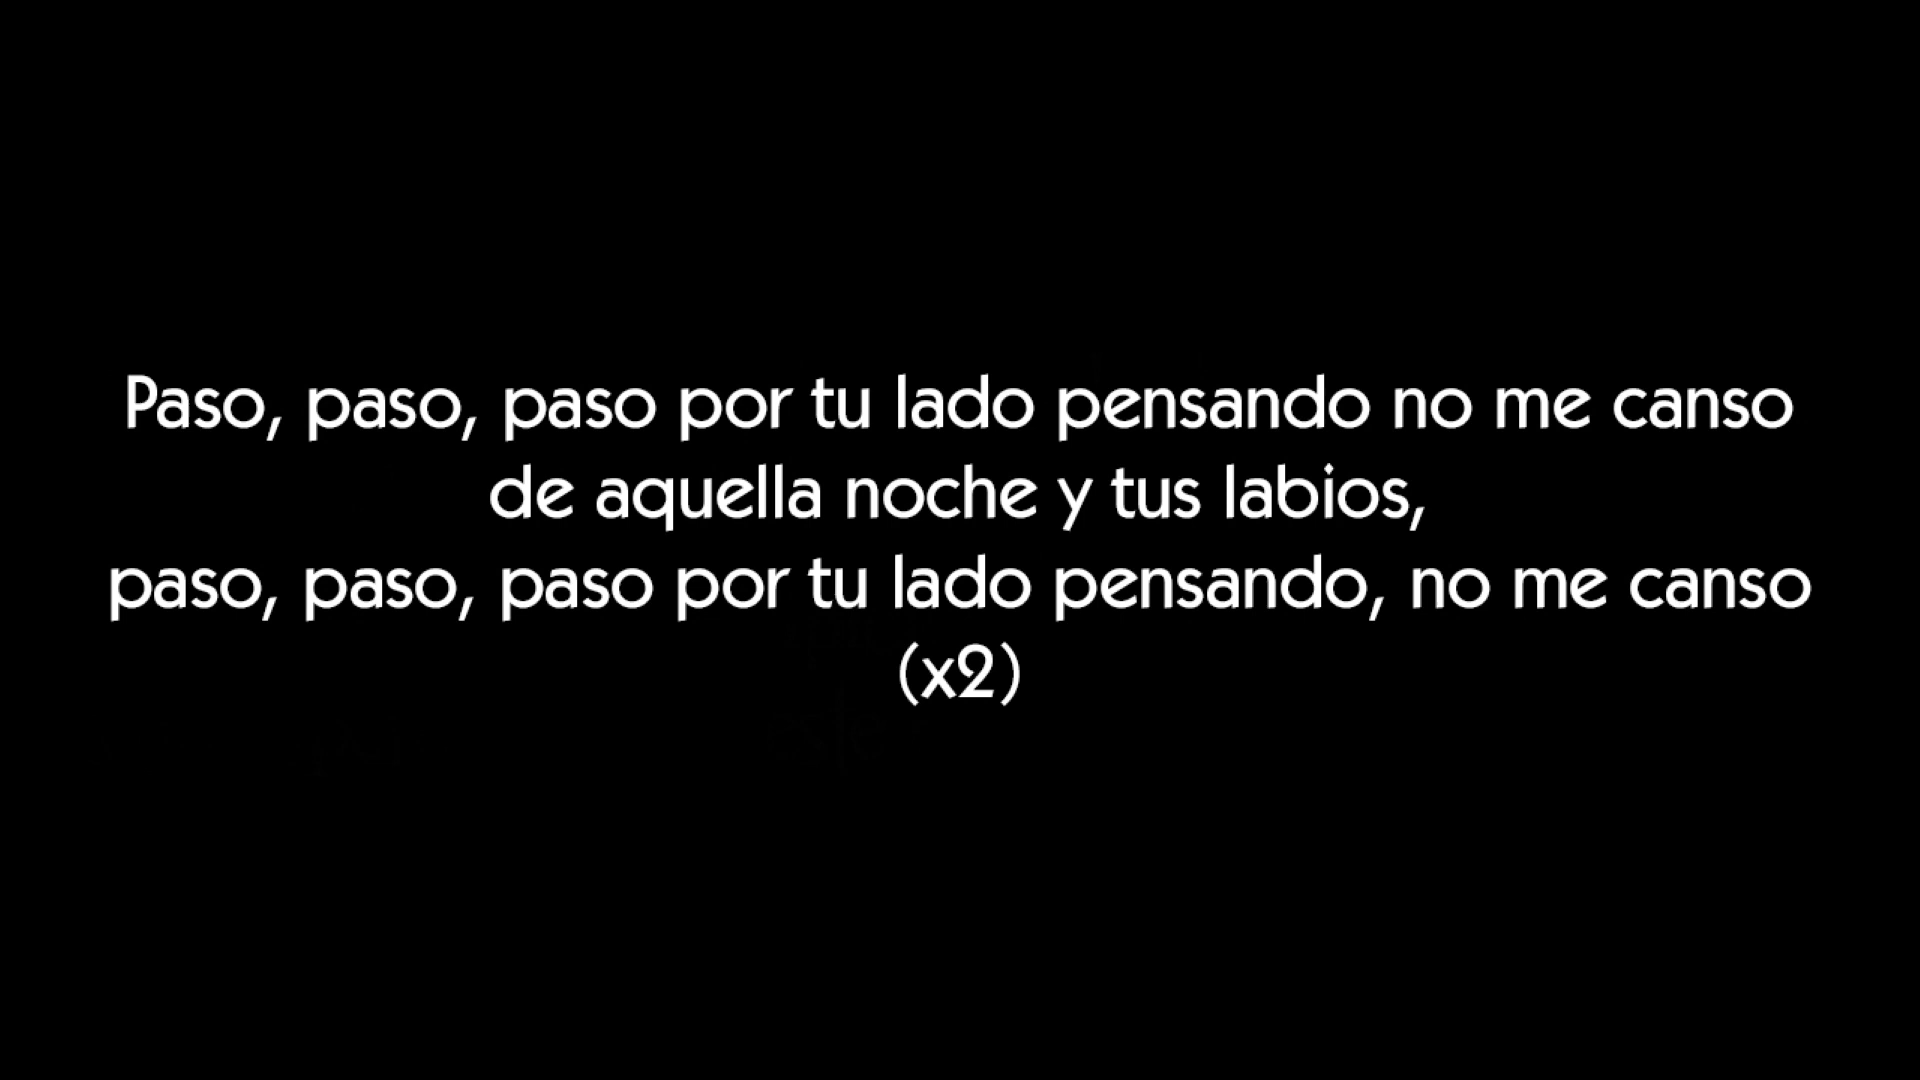 Paso, paso, paso por tu lado pensando no me canso
de aquella noche y tus labios,
paso, paso, paso por tu lado pensando, no me canso
(x2)